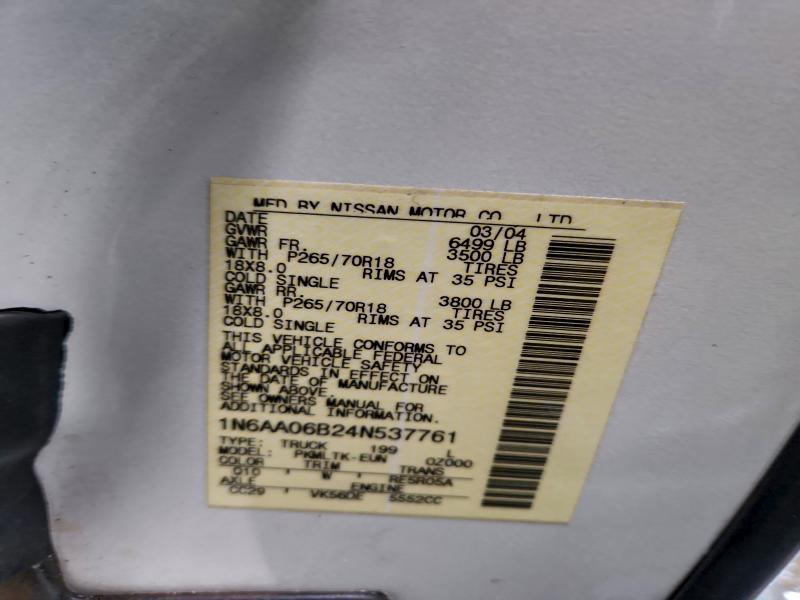 MFD BY NISSAN MOTOR CO., LTD.
DATE 03/04
GVWR 6499 LB
GAWR FR. 3500 LB
WITH P265/70R18 TIRES
18X8.0 RIMS AT 35 PSI
COLD SINGLE
GAWR RR. 3800 LB
WITH P265/70R18 TIRES
18X8.0 RIMS AT 35 PSI
COLD SINGLE
THIS VEHICLE CONFORMS TO
ALL APPLICABLE FEDERAL
MOTOR VEHICLE SAFETY
STANDARDS IN EFFECT ON
THE DATE OF MANUFACTURE
SHOWN ABOVE
SEE OWNERS MANUAL FOR
ADDITIONAL INFORMATION.
1N6AA06B24N537761
TYPE: TRUCK 199 L
MODEL: PKMLTK-EUN 0Z000
COLOR TRIM TRANS
G10 W RE5R05A
AXLE ENGINE
CC29 VK56DE 5552CC